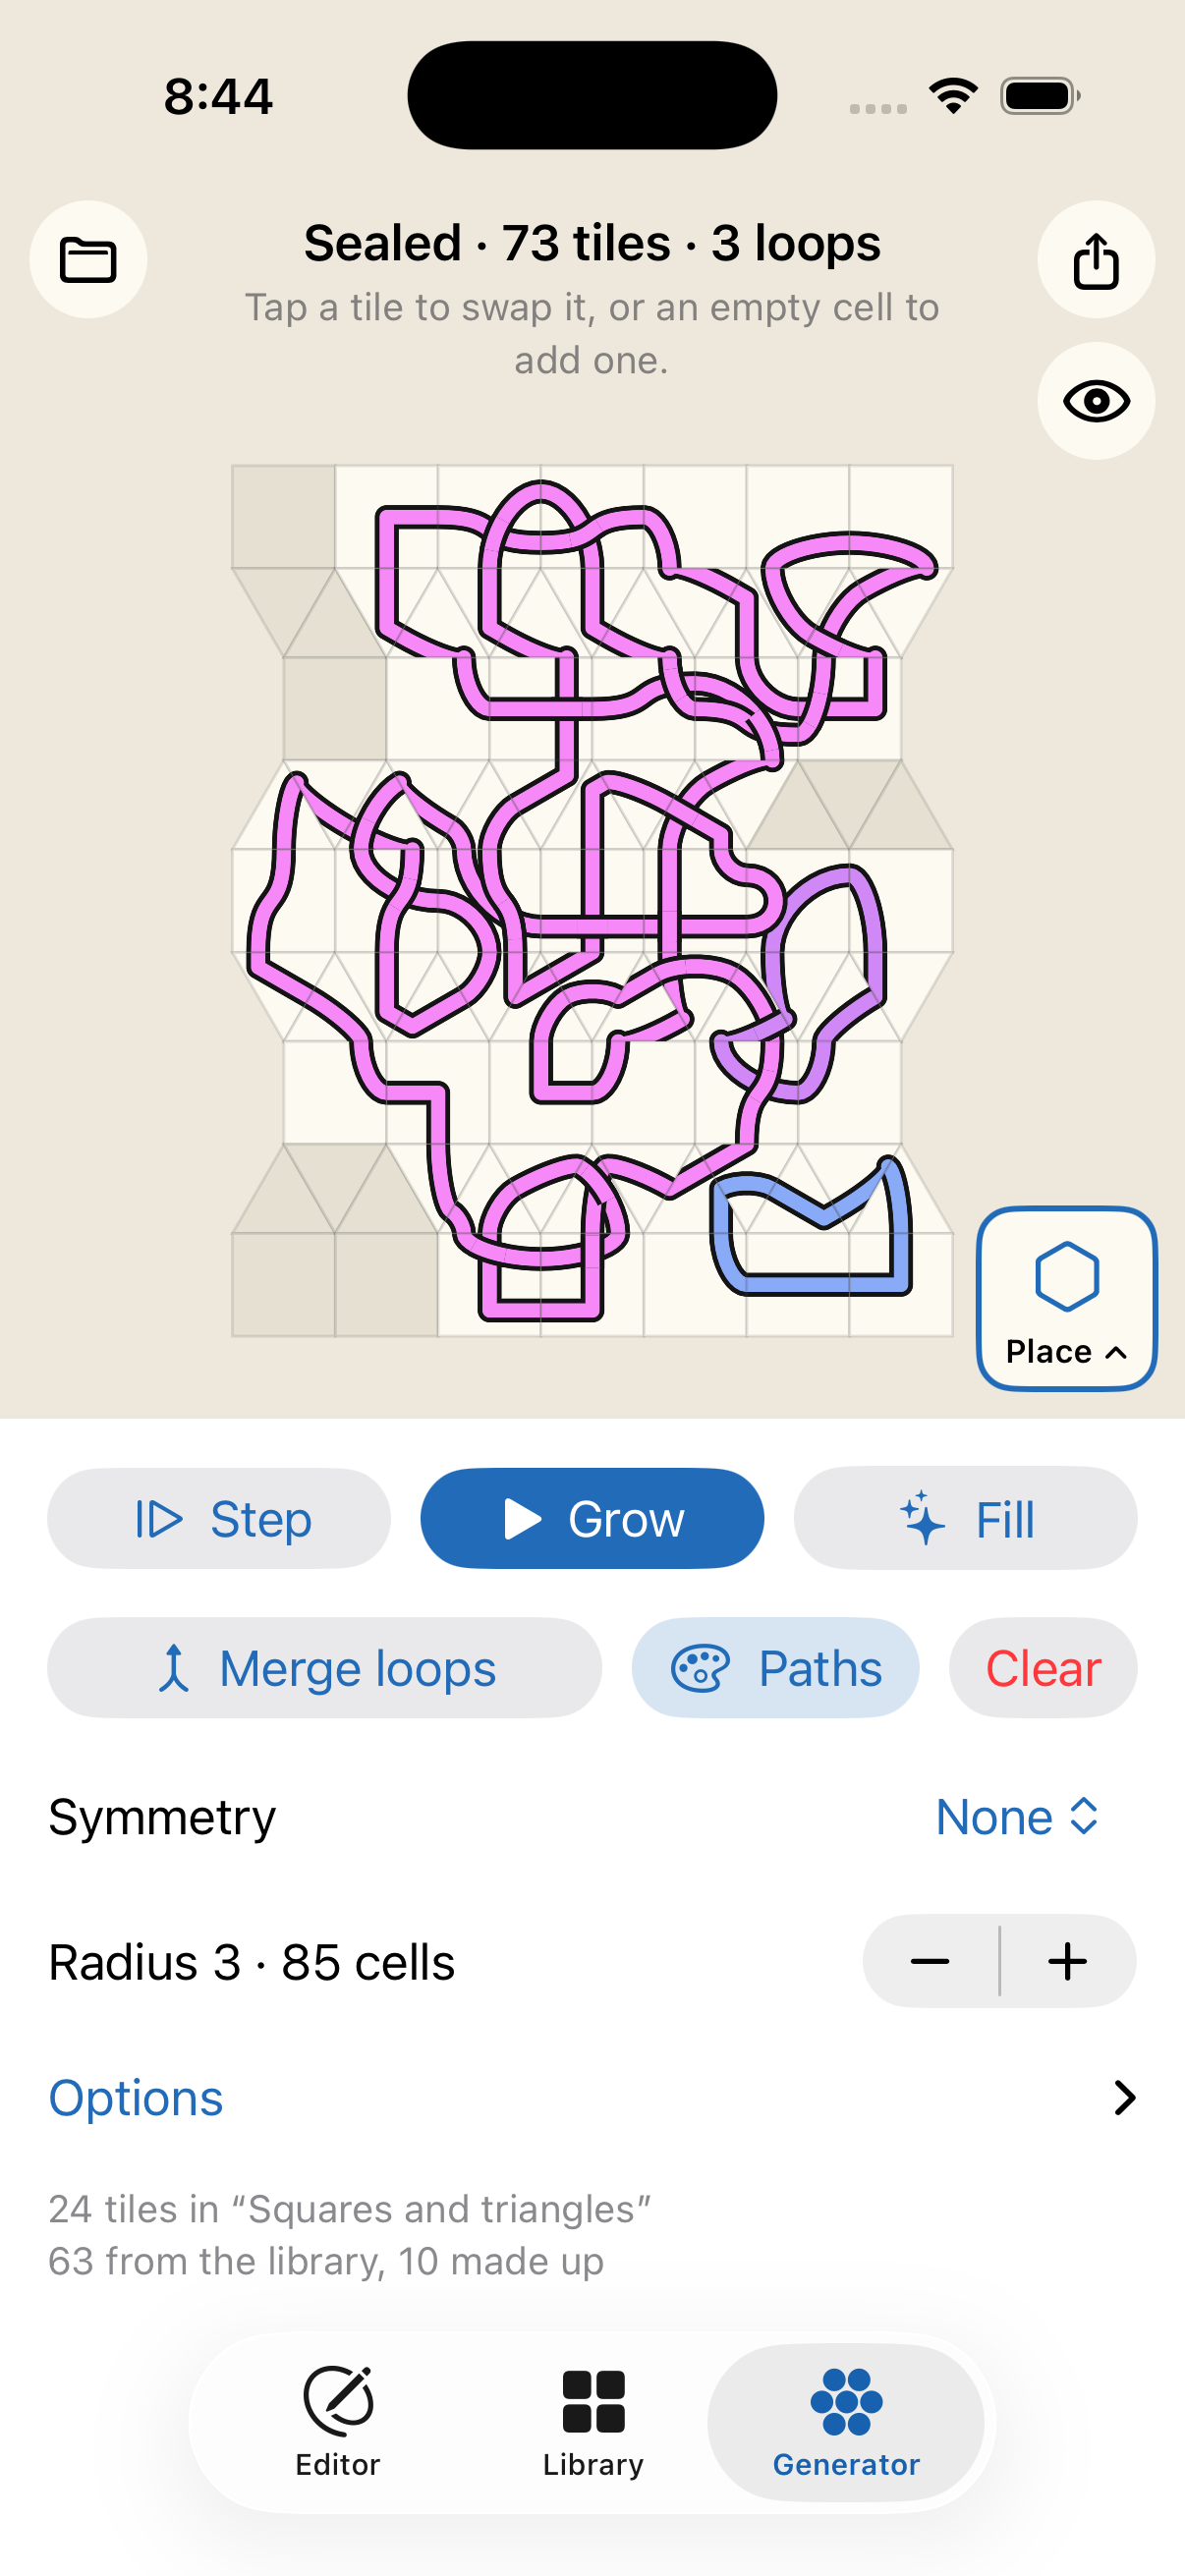 8:44
Sealed · 73 tiles · 3 loops
Tap a tile to swap it, or an empty cell to
add one.
Place
Step
Grow
Fill
Merge loops
Paths
Clear
Symmetry
None
Radius 3 · 85 cells
Options
24 tiles in “Squares and triangles”
63 from the library, 10 made up
Editor
Library
Generator